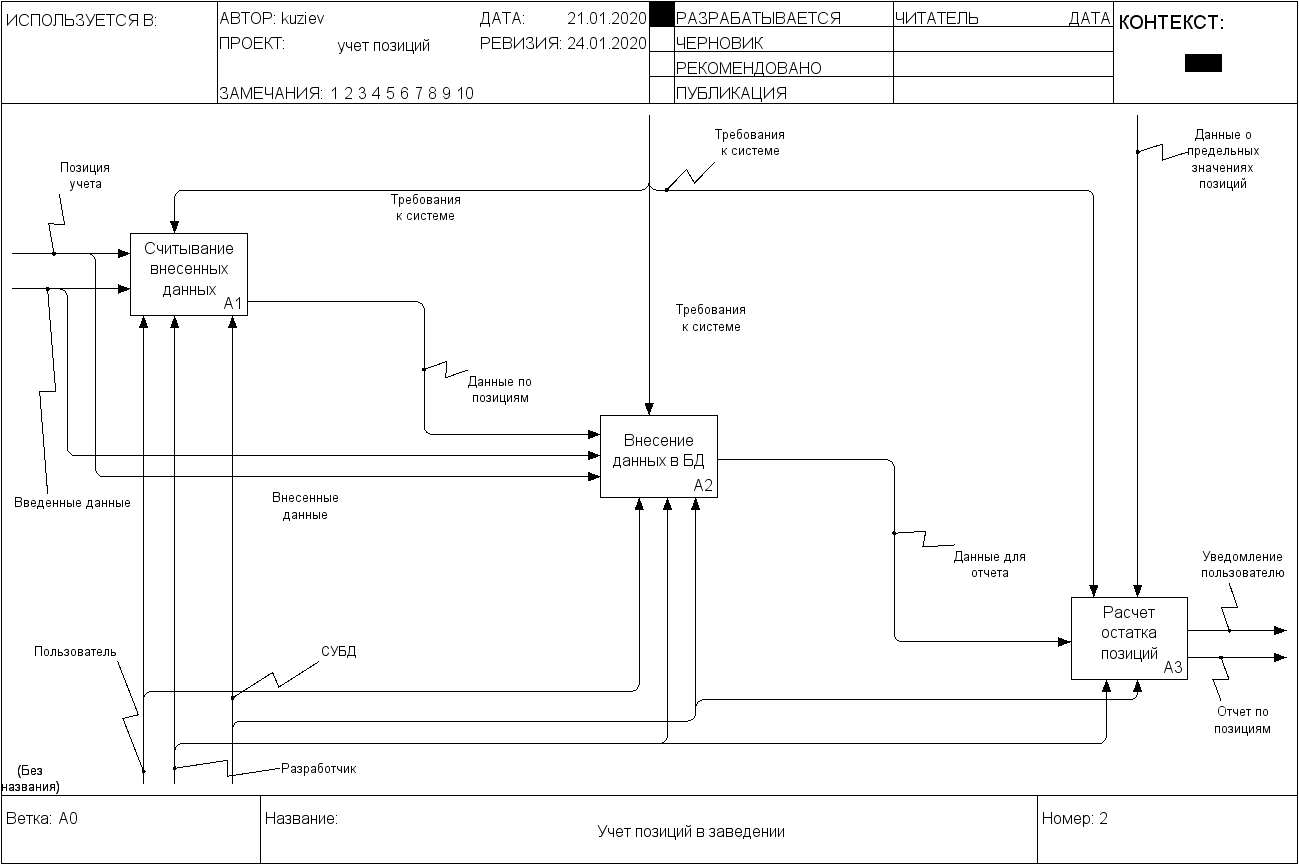 ИСПОЛЬЗУЕТСЯ В:
АВТОР: kuziev
ДАТА: 21.01.2020
ПРОЕКТ: учет позиций
РЕВИЗИЯ: 24.01.2020
ЗАМЕЧАНИЯ: 1 2 3 4 5 6 7 8 9 10
РАЗРАБАТЫВАЕТСЯ
ЧЕРНОВИК
РЕКОМЕНДОВАНО
ПУБЛИКАЦИЯ
ЧИТАТЕЛЬ ДАТА
КОНТЕКСТ:
Требования
к системе
Данные о
предельных
значениях
позиций
Позиция
учета
Требования
к системе
Считывание
внесенных
данных
A1
Требования
к системе
Данные по
позициям
Внесение
данных в БД
A2
Введенные данные
Внесенные
данные
Данные для
отчета
Уведомление
пользователю
Расчет
остатка
позиций
A3
Пользователь
СУБД
Отчет по
позициям
Разработчик
(Без
названия)
Ветка: A0
Название:
Учет позиций в заведении
Номер: 2